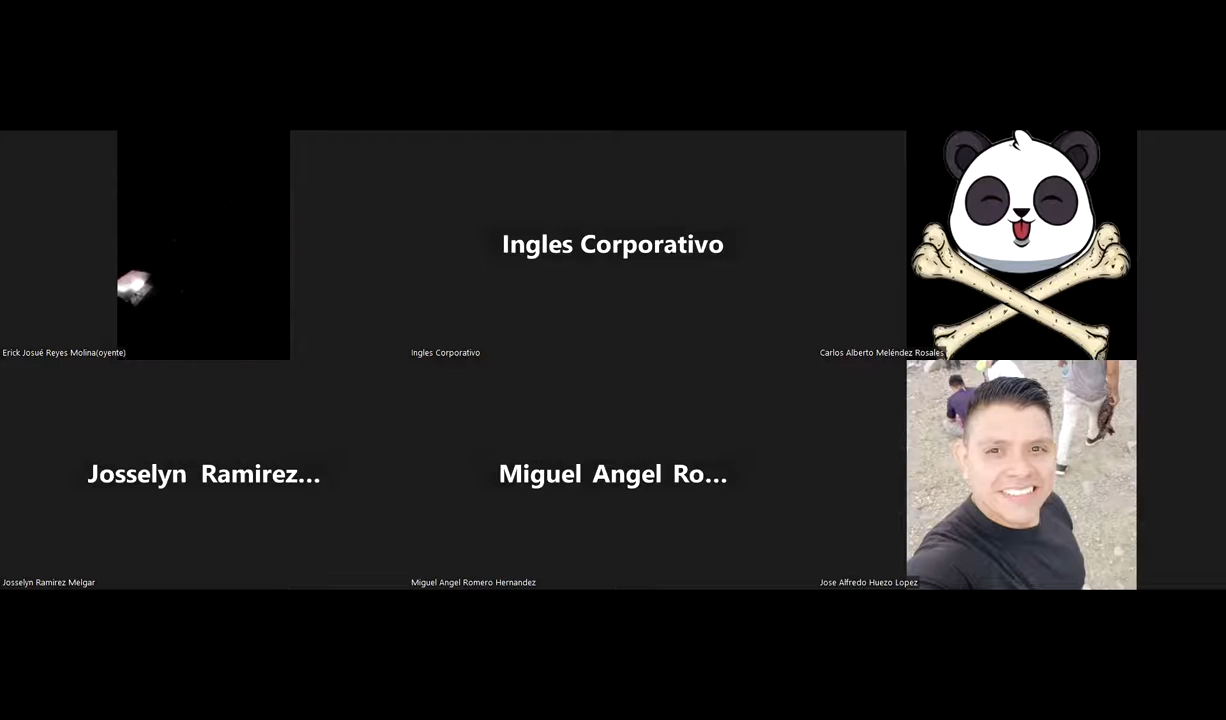 Ingles Corporativo
Erick Josué Reyes Molina(oyente)
Ingles Corporativo
Carlos Alberto Meléndez Rosales
Josselyn Ramirez...
Miguel Angel Ro...
Josselyn Ramirez Melgar
Miguel Angel Romero Hernandez
Jose Alfredo Huezo Lopez